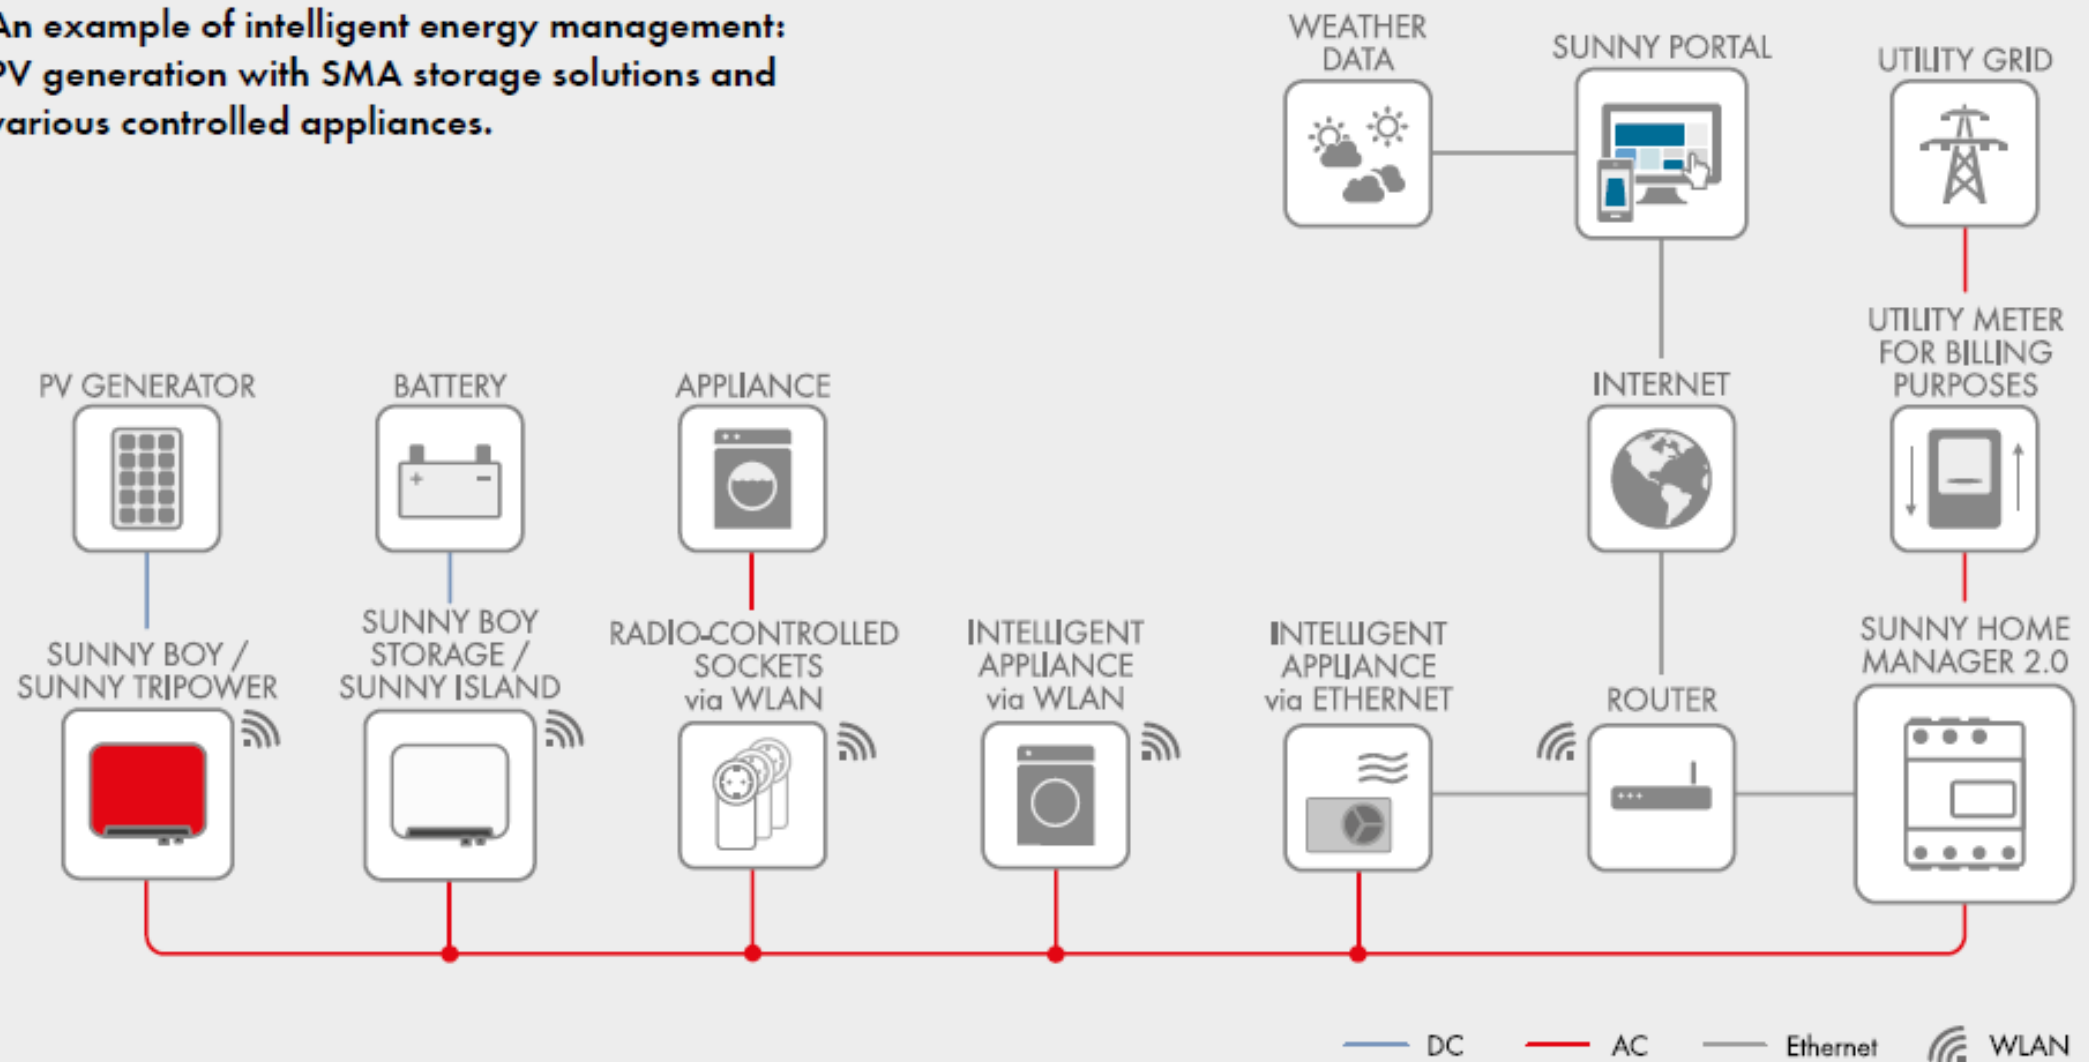 An example of intelligent energy management:
PV generation with SMA storage solutions and
various controlled appliances.
WEATHER
DATA
SUNNY PORTAL
UTILITY GRID
UTILITY METER
FOR BILLING
PURPOSES
PV GENERATOR
BATTERY
APPLIANCE
INTERNET
SUNNY BOY /
SUNNY TRIPOWER
SUNNY BOY
STORAGE /
SUNNY ISLAND
RADIO-CONTROLLED
SOCKETS
via WLAN
INTELLIGENT
APPLIANCE
via WLAN
INTELLIGENT
APPLIANCE
via ETHERNET
ROUTER
SUNNY HOME
MANAGER 2.0
DC
AC
Ethernet
WLAN